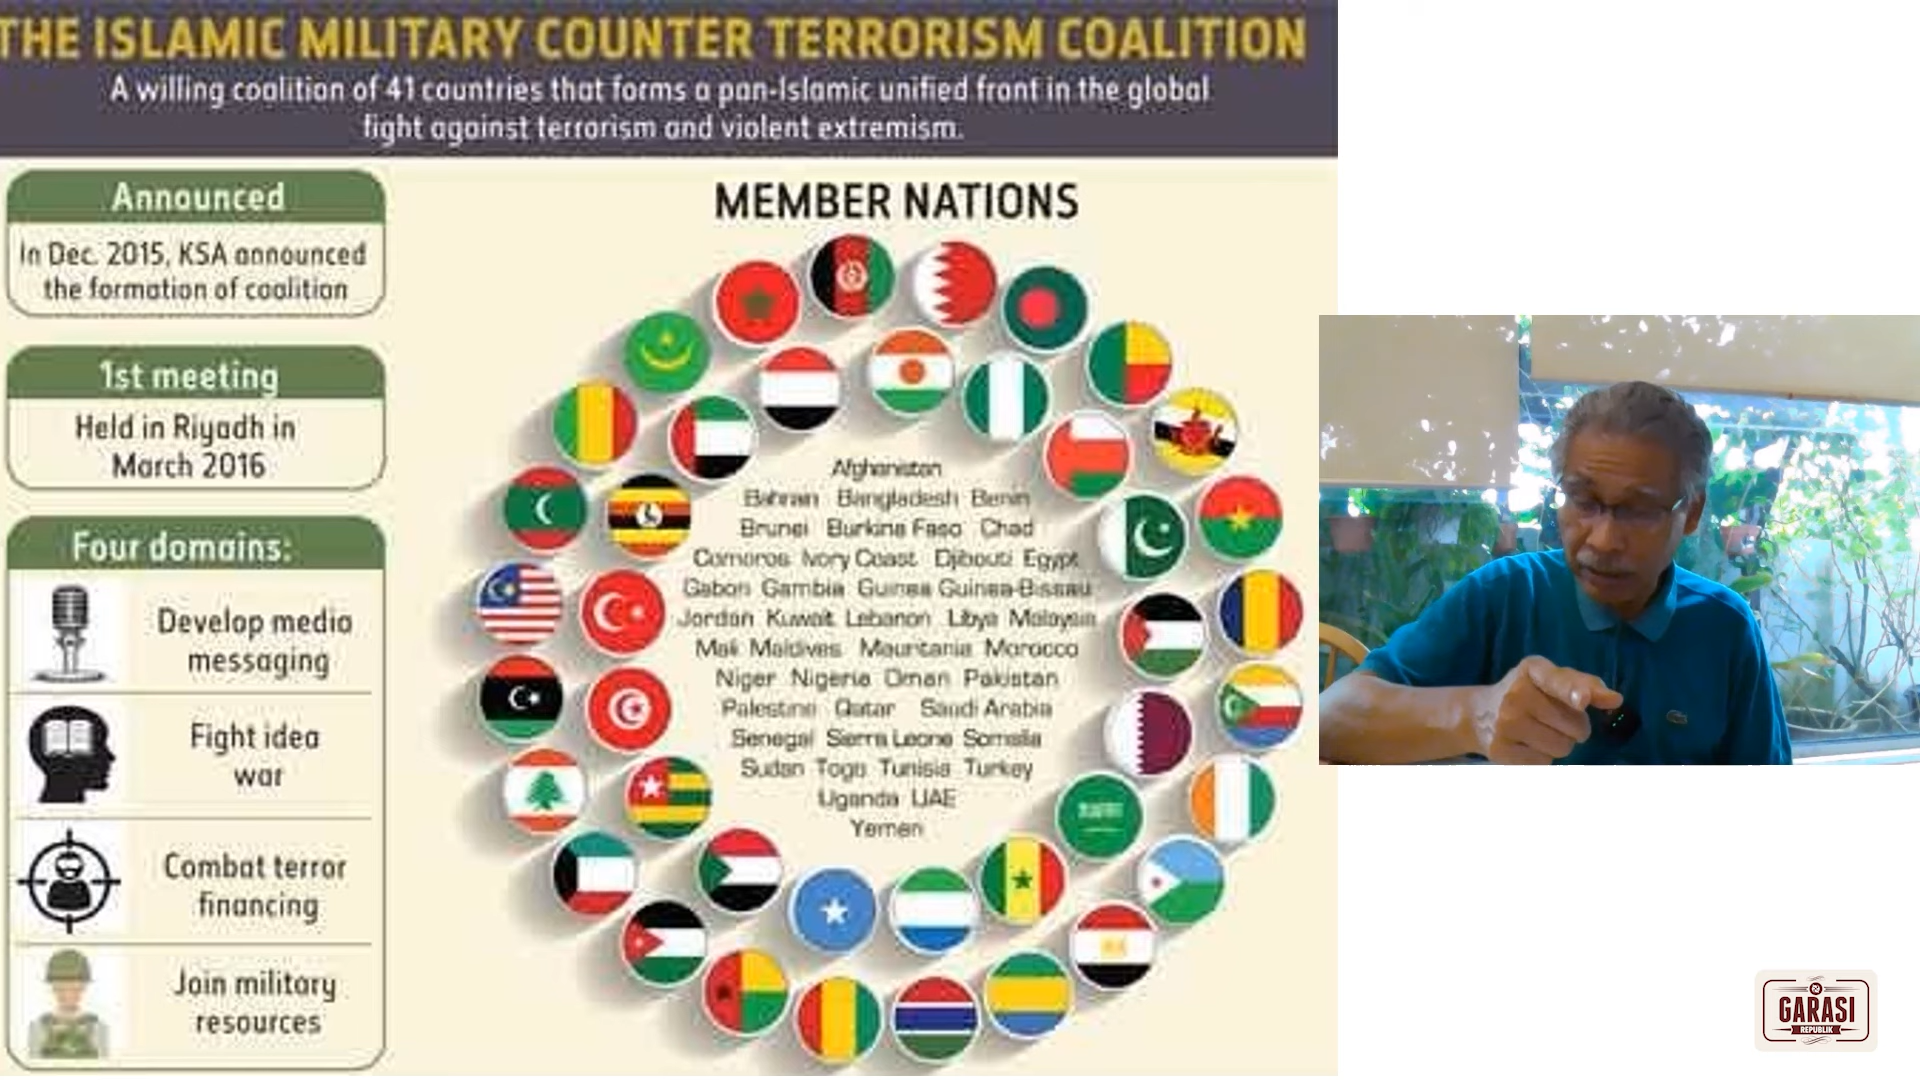 THE ISLAMIC MILITARY COUNTER TERRORISM COALITION
A willing coalition of 41 countries that forms a pan-Islamic unified front in the global
fight against terrorism and violent extremism.
Announced
In Dec. 2015, KSA announced
the formation of coalition
1st meeting
Held in Riyadh in
March 2016
Four domains:
Develop media
messaging
Fight idea
war
Combat terror
financing
Join military
resources
MEMBER NATIONS
Afghanistan
Bahrain Bangladesh Benin
Brunei Burkina Faso Chad
Comoros Ivory Coast Djibouti Egypt
Gabon Gambia Guinea Guinea-Bissau
Jordan Kuwait Lebanon Libya Malaysia
Mali Maldives Mauritania Morocco
Niger Nigeria Oman Pakistan
Palestine Qatar Saudi Arabia
Senegal Sierra Leone Somalia
Sudan Togo Tunisia Turkey
Uganda UAE
Yemen
GARASI
REPUBLIK